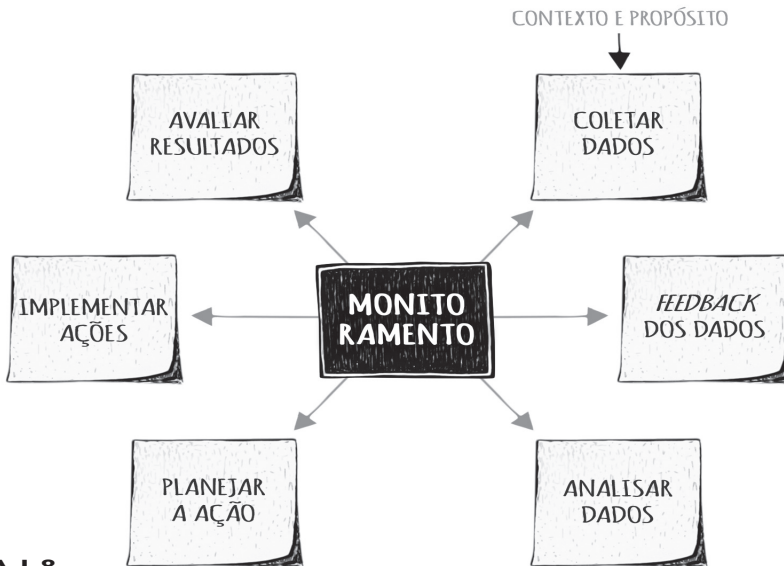 CONTEXTO E PROPÓSITO
AVALIAR
RESULTADOS
COLETAR
DADOS
IMPLEMENTAR
AÇÕES
MONITO
RAMENTO
FEEDBACK
DOS DADOS
PLANEJAR
A AÇÃO
ANALISAR
DADOS